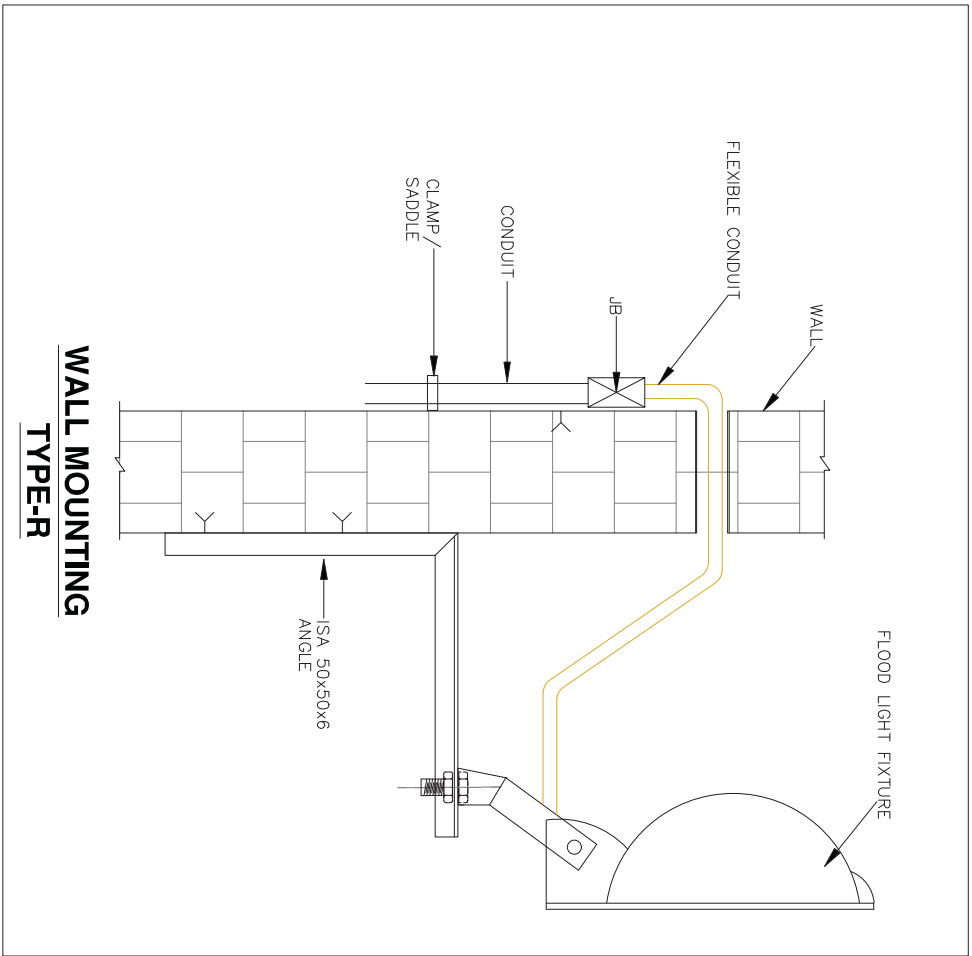 WALL
FLEXIBLE CONDUIT
JB
CONDUIT
CLAMP/
SADDLE
FLOOD LIGHT FIXTURE
ISA 50x50x6
ANGLE
WALL MOUNTING
TYPE-R